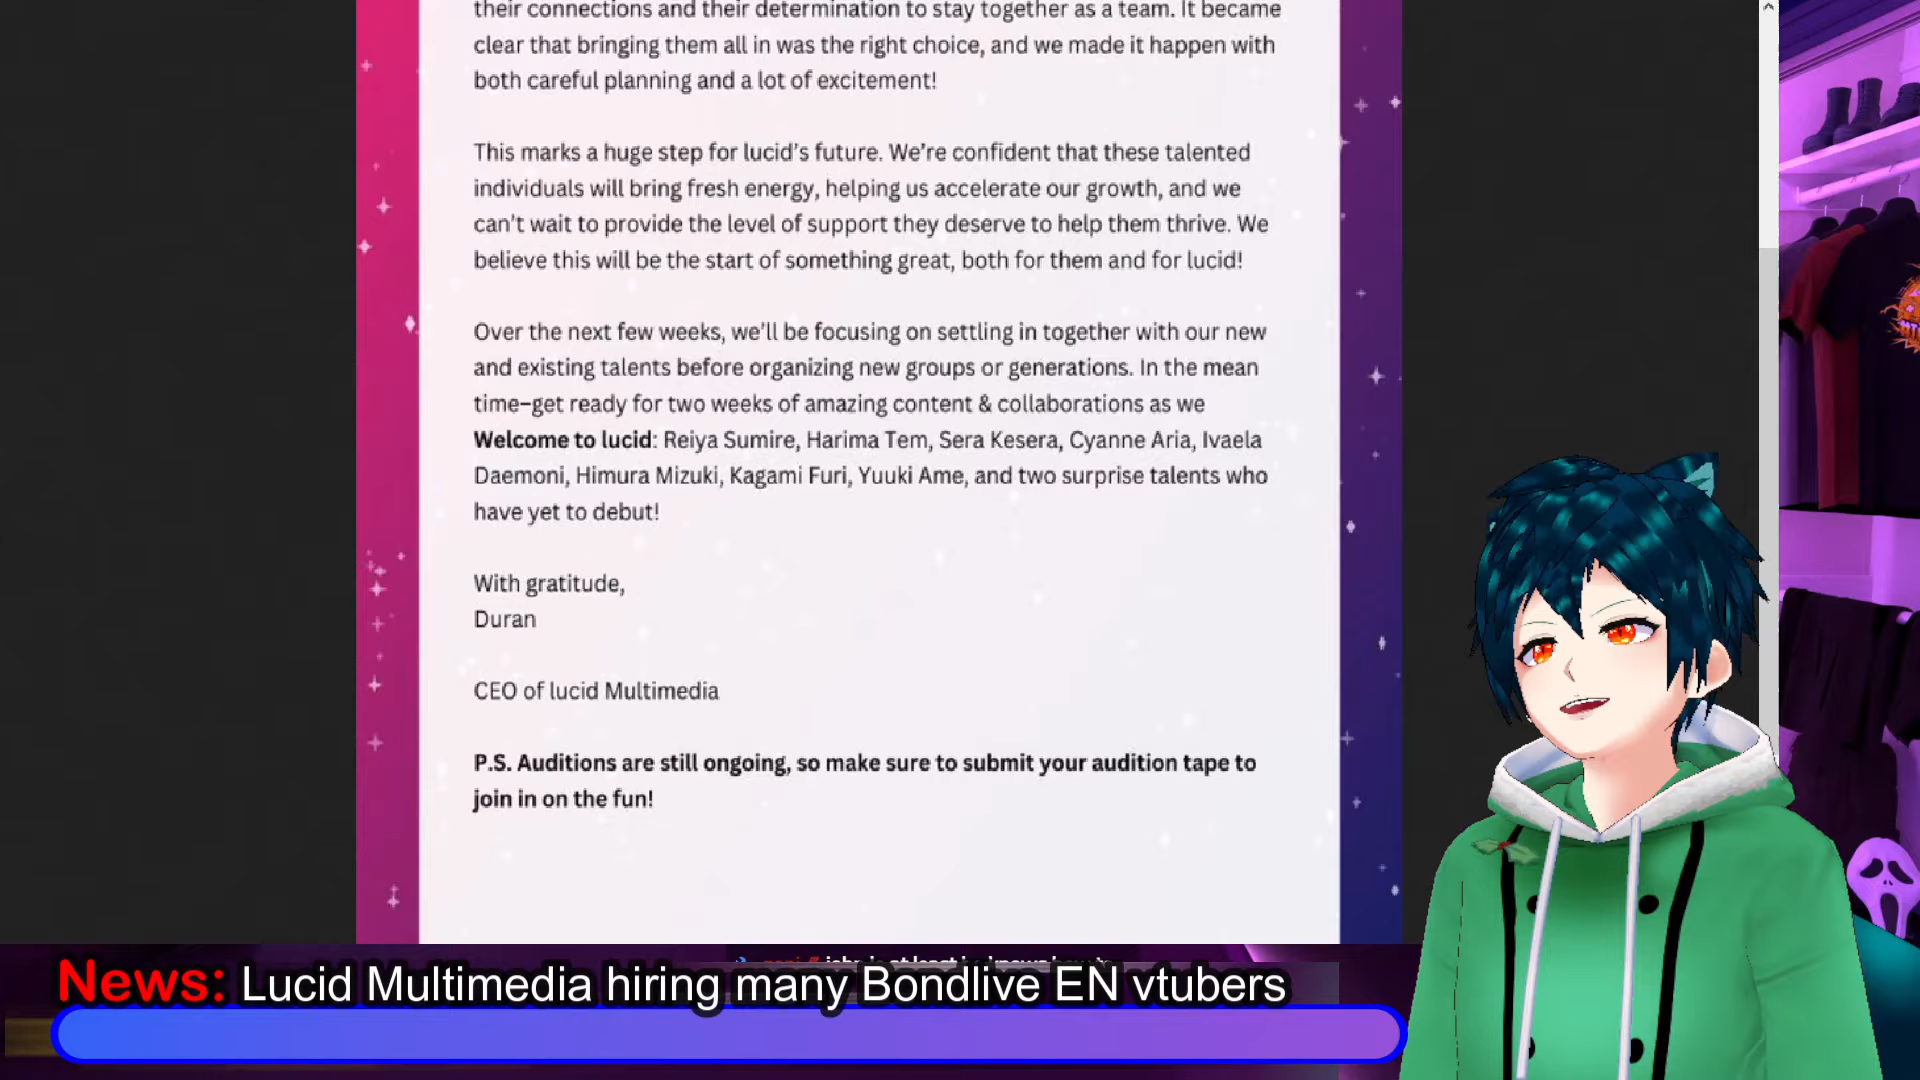 their connections and their determination to stay together as a team. It became
clear that bringing them all in was the right choice, and we made it happen with
both careful planning and a lot of excitement!
This marks a huge step for lucid's future. We're confident that these talented
individuals will bring fresh energy, helping us accelerate our growth, and we
can't wait to provide the level of support they deserve to help them thrive. We
believe this will be the start of something great, both for them and for lucid!
Over the next few weeks, we'll be focusing on settling in together with our new
and existing talents before organizing new groups or generations. In the mean
time–get ready for two weeks of amazing content & collaborations as we
Welcome to lucid: Reiya Sumire, Harima Tem, Sera Kesera, Cyanne Aria, Ivaela
Daemoni, Himura Mizuki, Kagami Furi, Yuuki Ame, and two surprise talents who
have yet to debut!
With gratitude,
Duran
CEO of lucid Multimedia
P.S. Auditions are still ongoing, so make sure to submit your audition tape to
join in on the fun!
News: Lucid Multimedia hiring many Bondlive EN vtubers